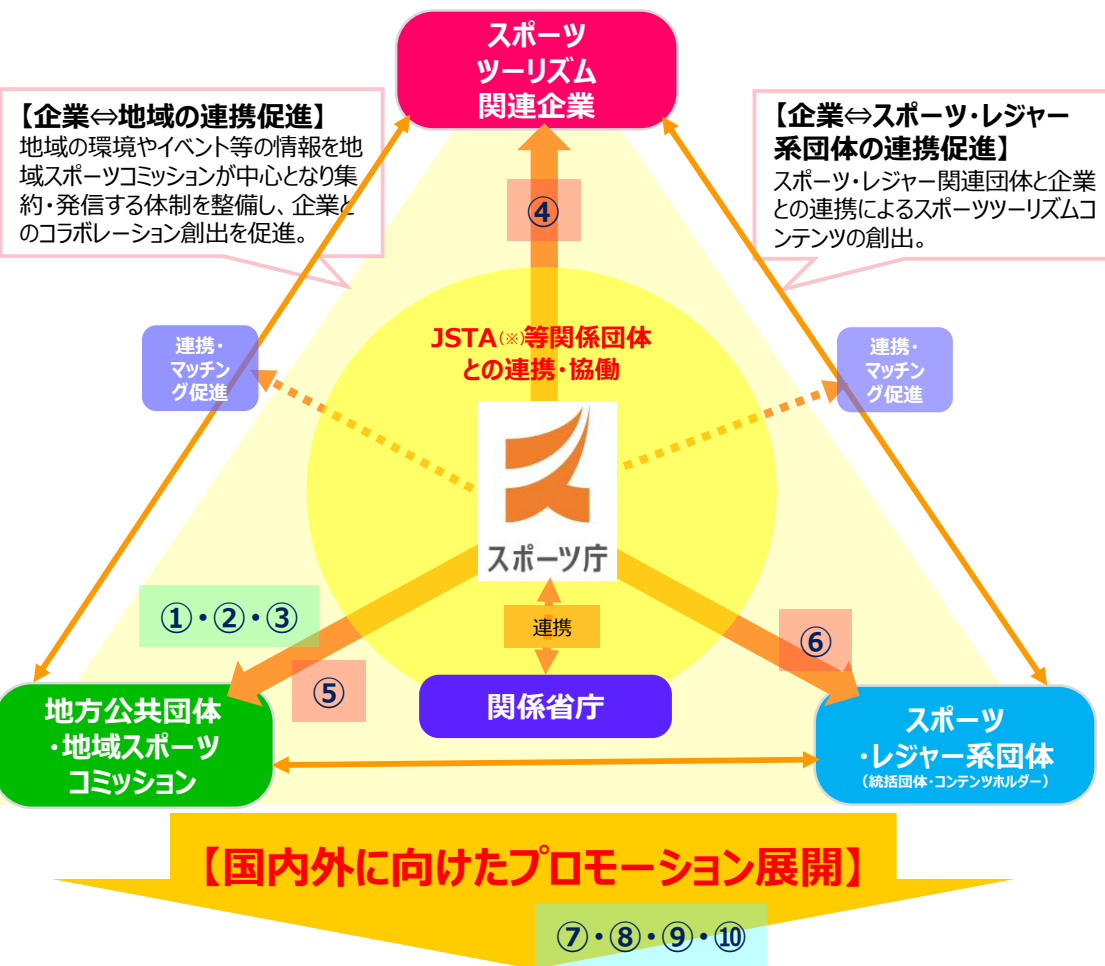 スポーツ
ツーリズム
関連企業
【企業⇔地域の連携促進】
地域の環境やイベント等の情報を地
域スポーツコミッションが中心となり集
約・発信する体制を整備し、企業と
のコラボレーション創出を促進。
【企業⇔スポーツ・レジャー
系団体の連携促進】
スポーツ・レジャー関連団体と企業
との連携によるスポーツツーリズムコ
ンテンツの創出。
④
JSTA(※)等関係団体
との連携・協働
連携・
マッチン
グ促進
連携・
マッチン
グ促進
スポーツ庁
①・②・③
連携
⑥
⑤
関係省庁
地方公共団体
・地域スポーツ
コミッション
スポーツ
・レジャー系団体
(統括団体・コンテンツホルダー)
【国内外に向けたプロモーション展開】
⑦・⑧・⑨・⑩